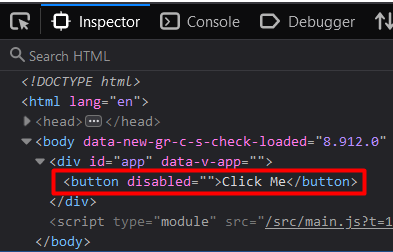 Inspector Console Debugger
Search HTML
<!DOCTYPE html>
<html lang="en">
<head> ••• </head>
<body data-new-gr-c-s-check-loaded="8.912.0"
<div id="app" data-v-app="">
<button disabled="">Click Me</button>
</div>
<script type="module" src="/src/main.js?t=1
</body>